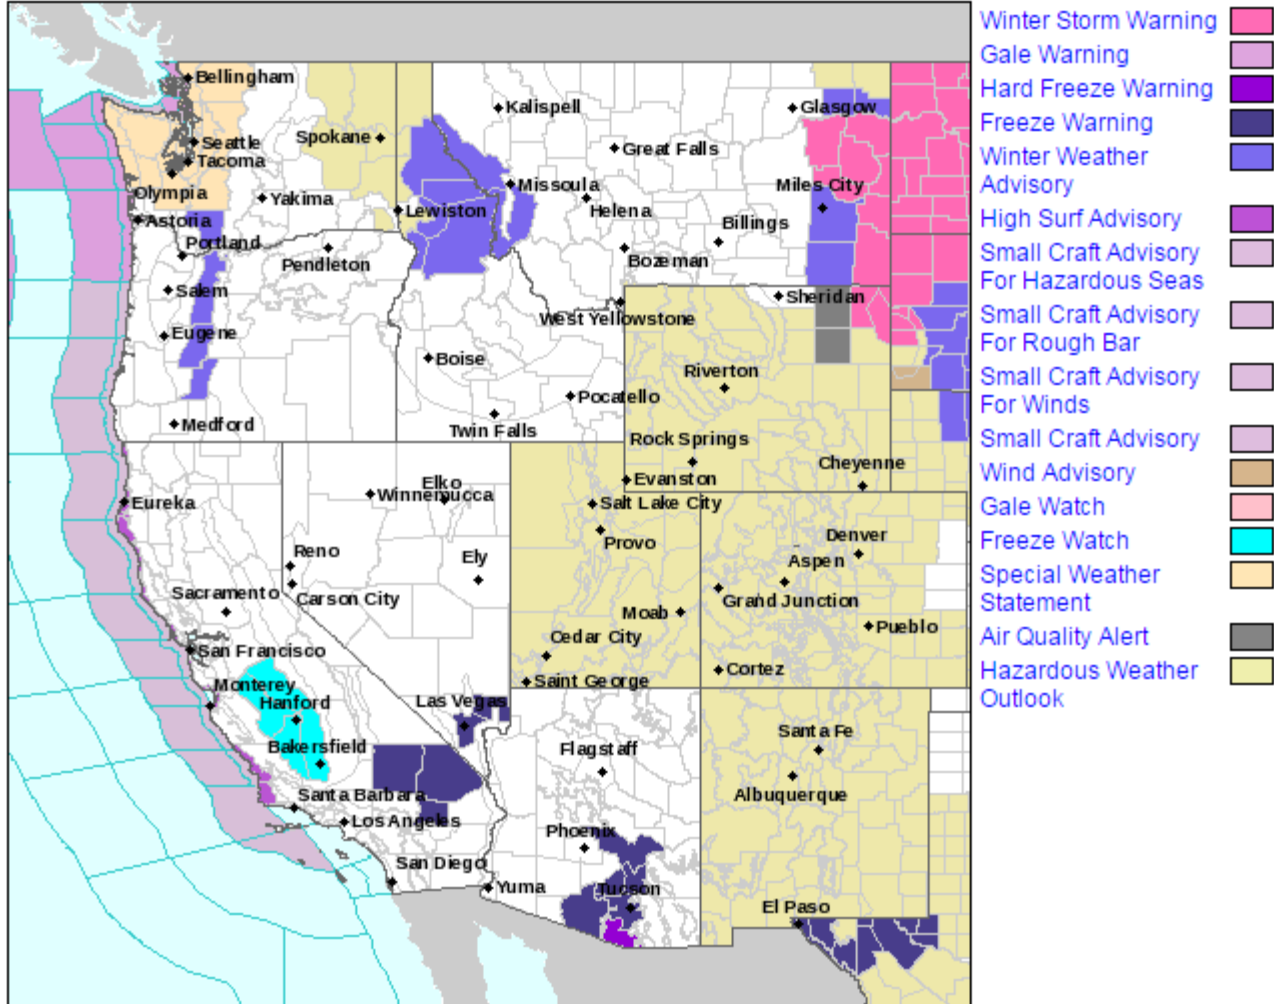 Bellingham
Kalispell
Glasgow
Spokane
Seattle
Great Falls
Tacoma
Olympia
Missoula
Miles City
Yakima
Helena
Lewiston
Astoria
Billings
Portland
Pendleton
Bozeman
Salem
Sheridan
West Yellowstone
Eugene
Boise
Riverton
Pocatello
Medford
Twin Falls
Rock Springs
Cheyenne
Evanston
Elko
Winnemucca
Eureka
Salt Lake City
Provo
Denver
Reno
Ely
Aspen
Sacramento
Carson City
Grand Junction
Moab
Pueblo
Cedar City
San Francisco
Cortez
Saint George
Monterey
Hanford
Las Vegas
Santa Fe
Bakersfield
Flagstaff
Santa Barbara
Albuquerque
Los Angeles
Phoenix
San Diego
Yuma
Tucson
El Paso
Winter Storm Warning
Gale Warning
Hard Freeze Warning
Freeze Warning
Winter Weather
Advisory
High Surf Advisory
Small Craft Advisory
For Hazardous Seas
Small Craft Advisory
For Rough Bar
Small Craft Advisory
For Winds
Small Craft Advisory
Wind Advisory
Gale Watch
Freeze Watch
Special Weather
Statement
Air Quality Alert
Hazardous Weather
Outlook